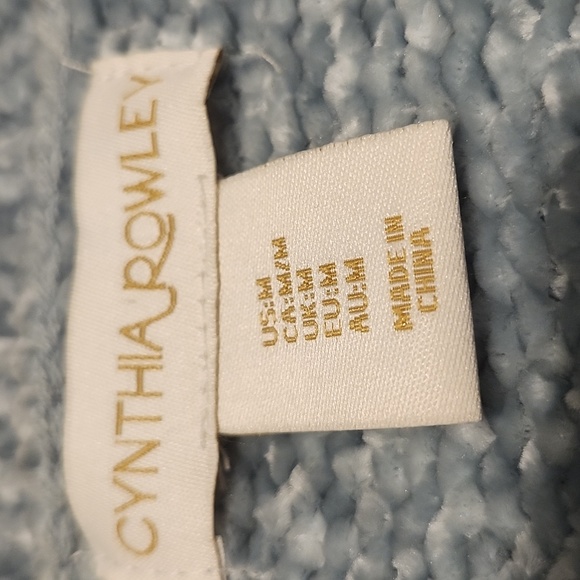 CYNTHIA ROWLEY
US:M
CA:M/M
UK:M
EU:M
AU:M
MADE IN
CHINA